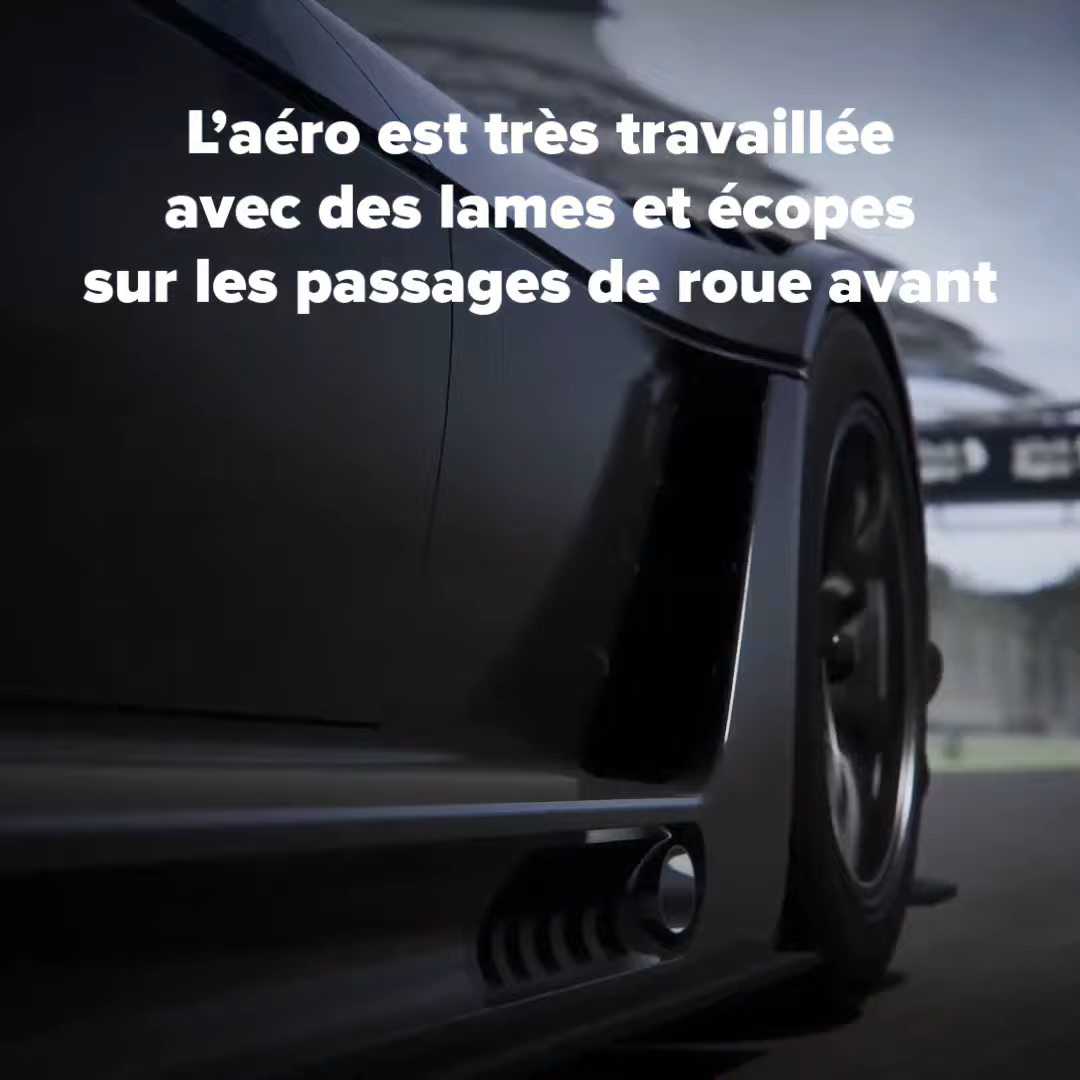 L’aéro est très travaillée
avec des lames et écopes
sur les passages de roue avant